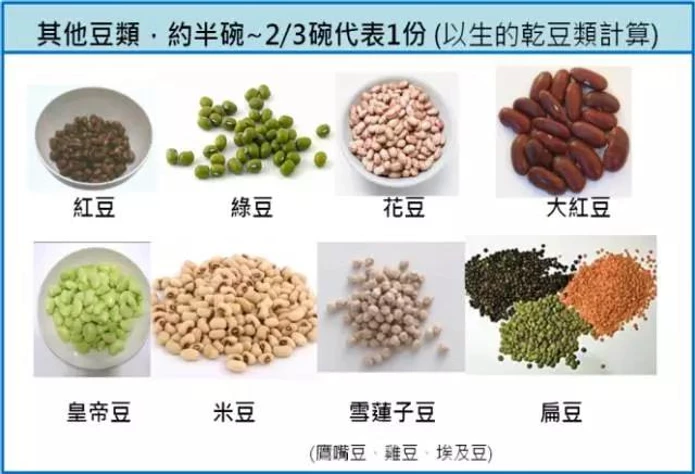 其他豆類，約半碗~2/3碗代表1份 (以生的乾豆類計算)
紅豆 綠豆 花豆 大紅豆
皇帝豆 米豆 雪蓮子豆 扁豆
(鷹嘴豆、雞豆、埃及豆)